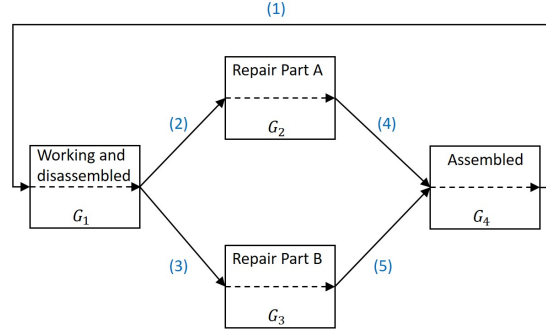 (1)
Repair Part A
G₂
(2)
(4)
Working and
disassembled
G₁
Assembled
G₄
(3)
(5)
Repair Part B
G₃